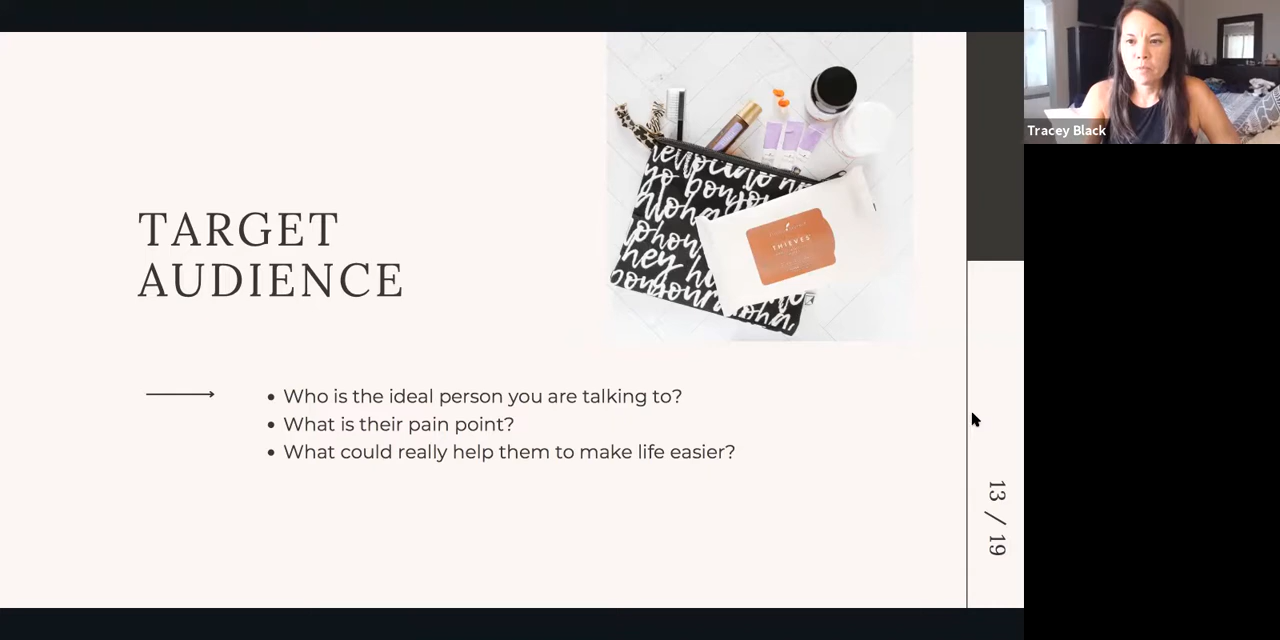 Tracey Black
TARGET
AUDIENCE
THIEVES
hey
Who is the ideal person you are talking to?
What is their pain point?
What could really help them to make life easier?
13 / 19